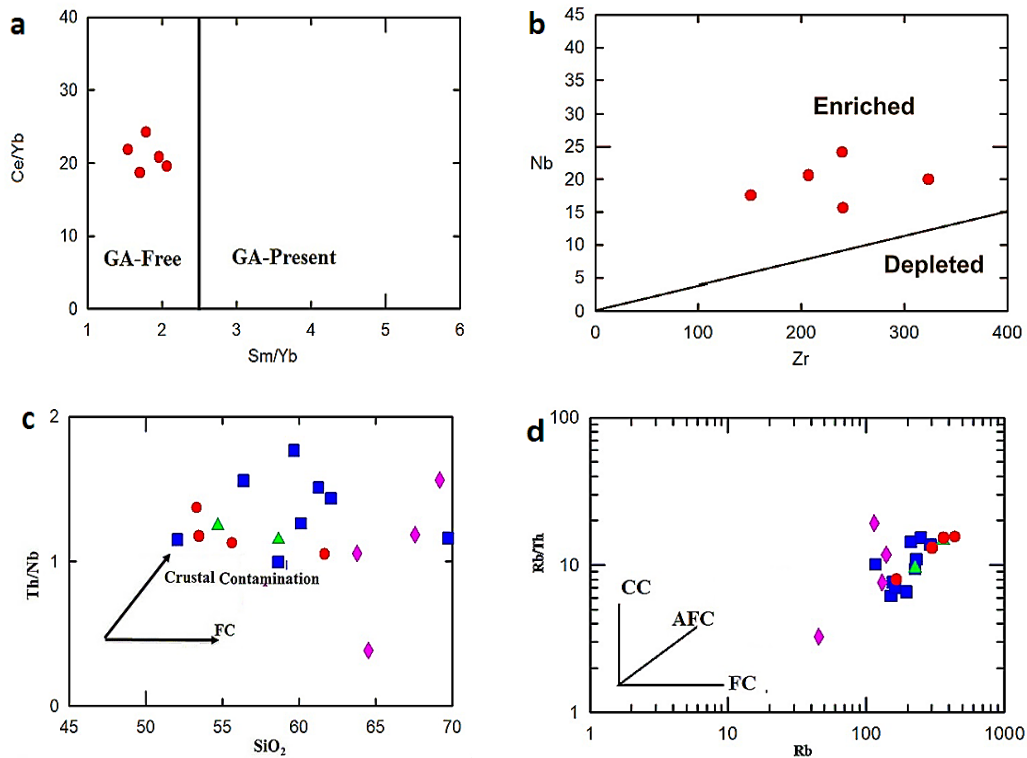 a
40
30
20
10
0
Ce/Yb
GA-Free
GA-Present
1
2
3
4
5
6
Sm/Yb
b
45
40
35
30
25
20
15
10
5
0
Nb
Enriched
Depleted
0
100
200
300
400
Zr
c
2
1
0
Th/Nb
Crustal Contamination
FC
45
50
55
60
65
70
SiO₂
d
100
10
1
Rb/Th
CC
AFC
FC
1
10
100
1000
Rb